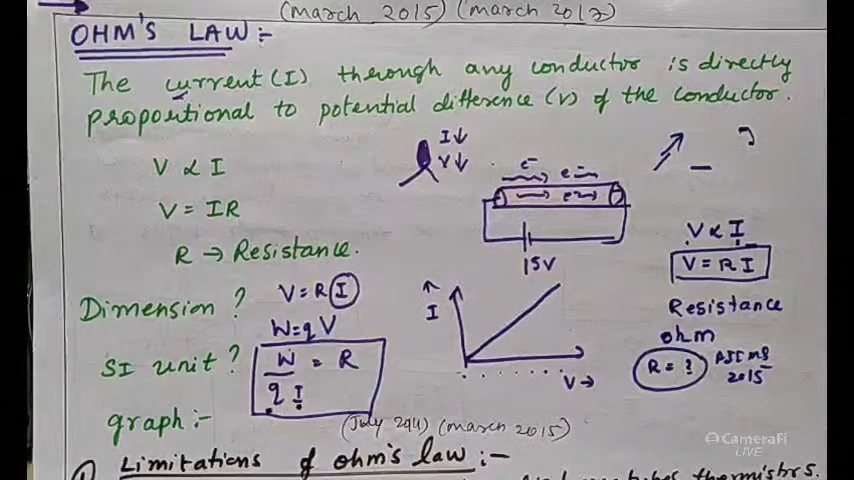 (March 2015) (March 2017)
OHM'S LAW :-
The current (I) through any conductor is directly
proportional to potential difference (V) of the conductor.
V ∝ I
V = IR
R → Resistance.
I↓
V↓
e⁻ e⁻
e⁻
15V
V ∝ I
V = RI
Resistance
ohm
R = ?
2015
Dimension ?
V = R I
W = qV
SI unit ?
W/qI = R
graph :-
I
V →
(July 2014) (March 2015)
1) Limitations of ohm's law :-
thermistors.
CameraFi
LIVE